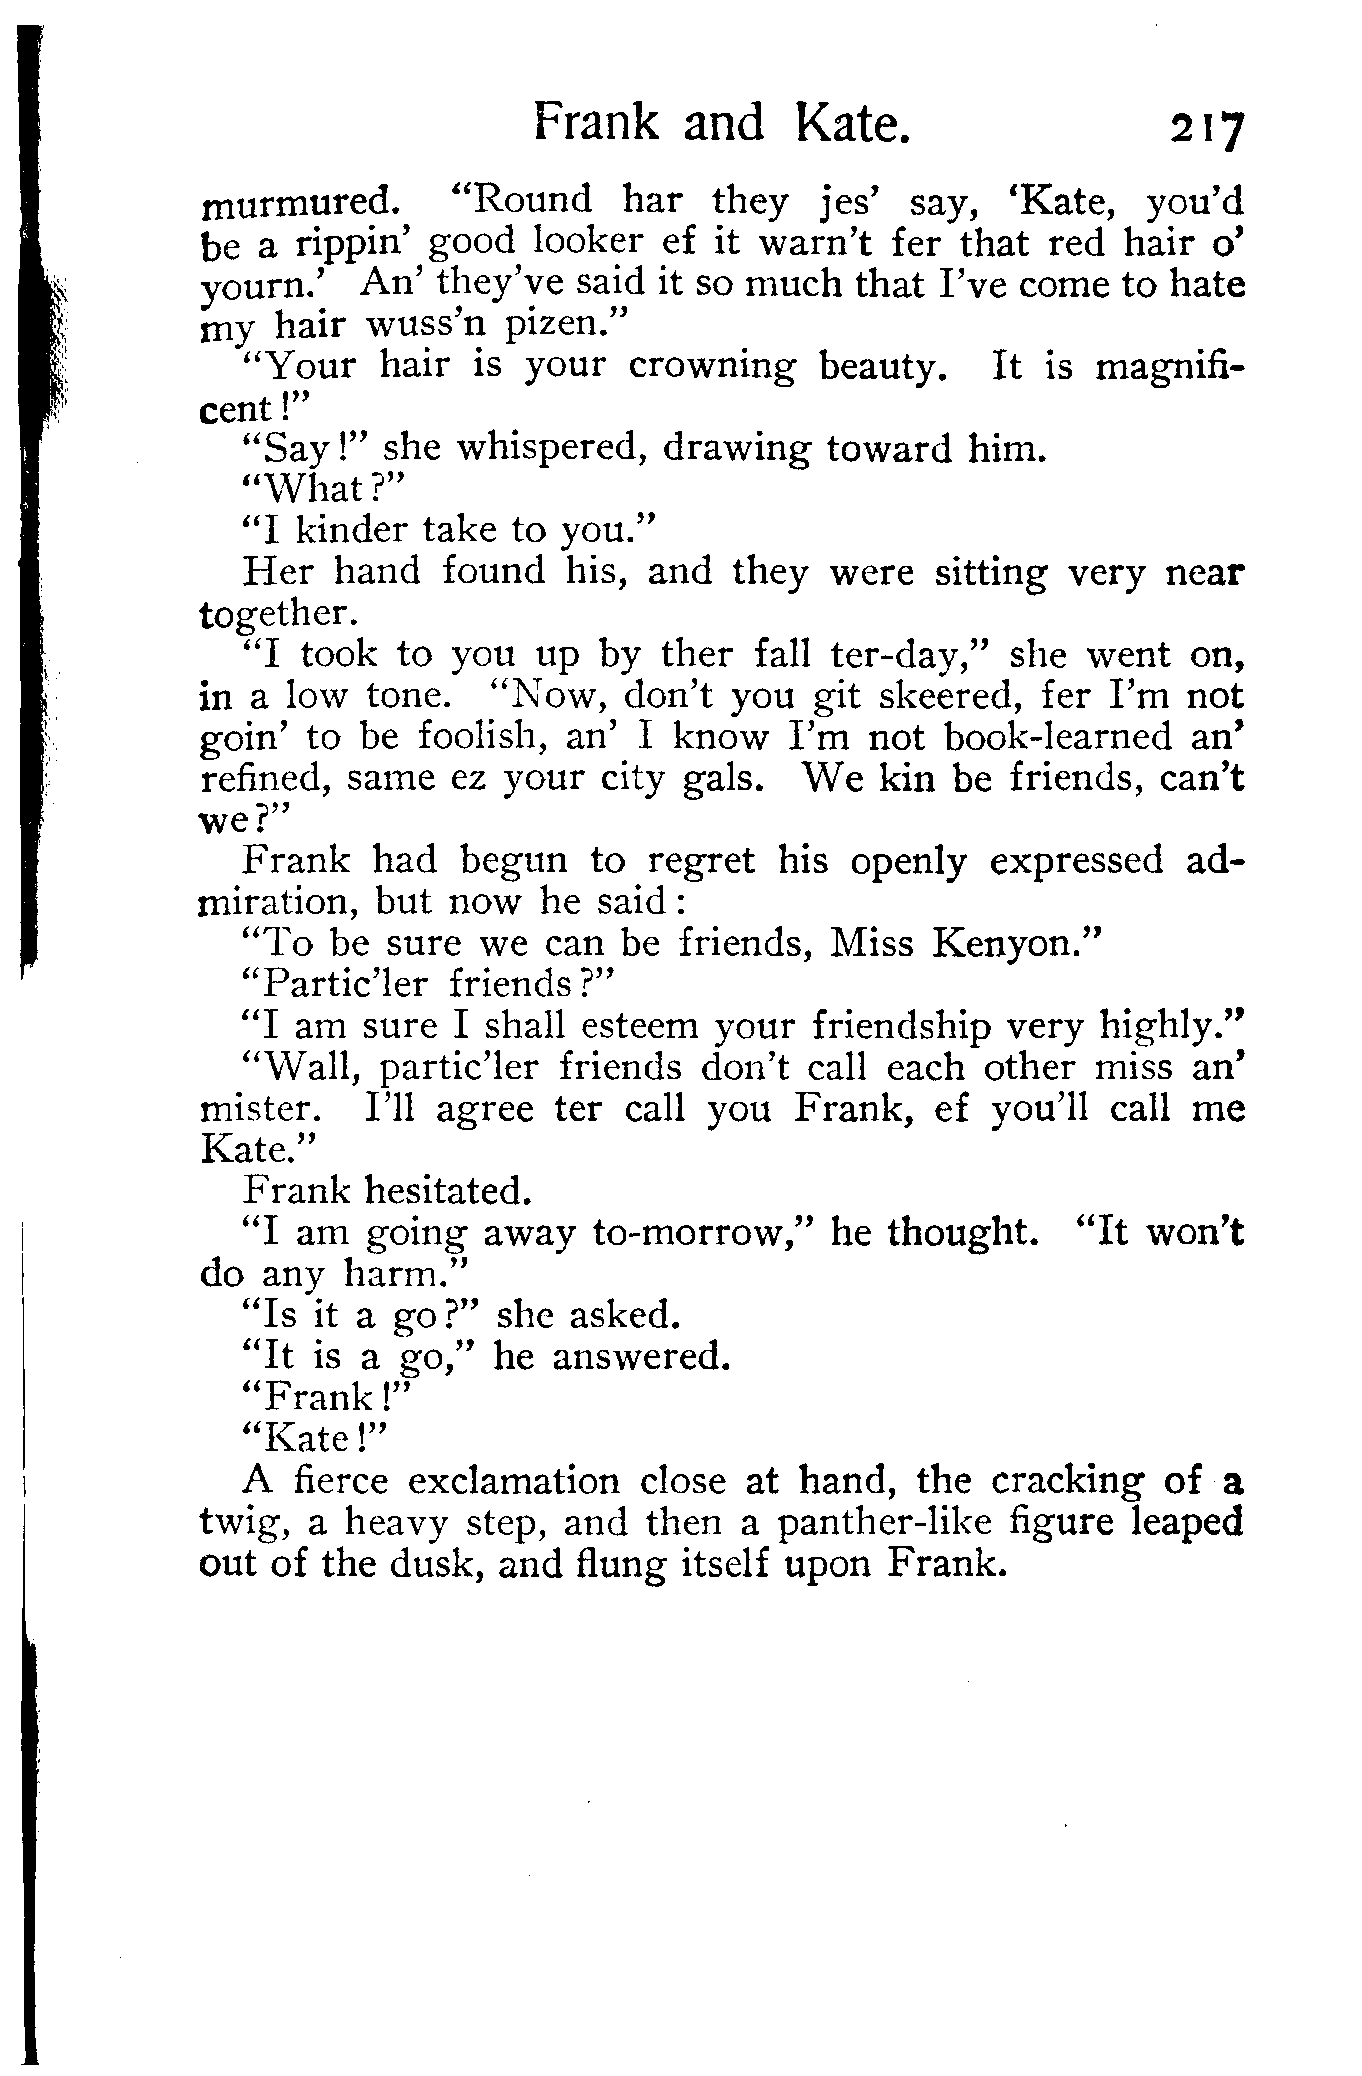 Frank and Kate. 217
murmured. “Round har they jes’ say, ‘Kate, you’d
be a rippin’ good looker ef it warn’t fer that red hair o’
yourn.’ An’ they’ve said it so much that I’ve come to hate
my hair wuss’n pizen.”
“Your hair is your crowning beauty. It is magnifi-
cent!”
“Say!” she whispered, drawing toward him.
“What?”
“I kinder take to you.”
Her hand found his, and they were sitting very near
together.
“I took to you up by ther fall ter-day,” she went on,
in a low tone. “Now, don’t you git skeered, fer I’m not
goin’ to be foolish, an’ I know I’m not book-learned an’
refined, same ez your city gals. We kin be friends, can’t
we?”
Frank had begun to regret his openly expressed ad-
miration, but now he said:
“To be sure we can be friends, Miss Kenyon.”
“Partic’ler friends?”
“I am sure I shall esteem your friendship very highly.”
“Wall, partic’ler friends don’t call each other miss an’
mister. I’ll agree ter call you Frank, ef you’ll call me
Kate.”
Frank hesitated.
“I am going away to-morrow,” he thought. “It won’t
do any harm.”
“Is it a go?” she asked.
“It is a go,” he answered.
“Frank!”
“Kate!”
A fierce exclamation close at hand, the cracking of a
twig, a heavy step, and then a panther-like figure leaped
out of the dusk, and flung itself upon Frank.